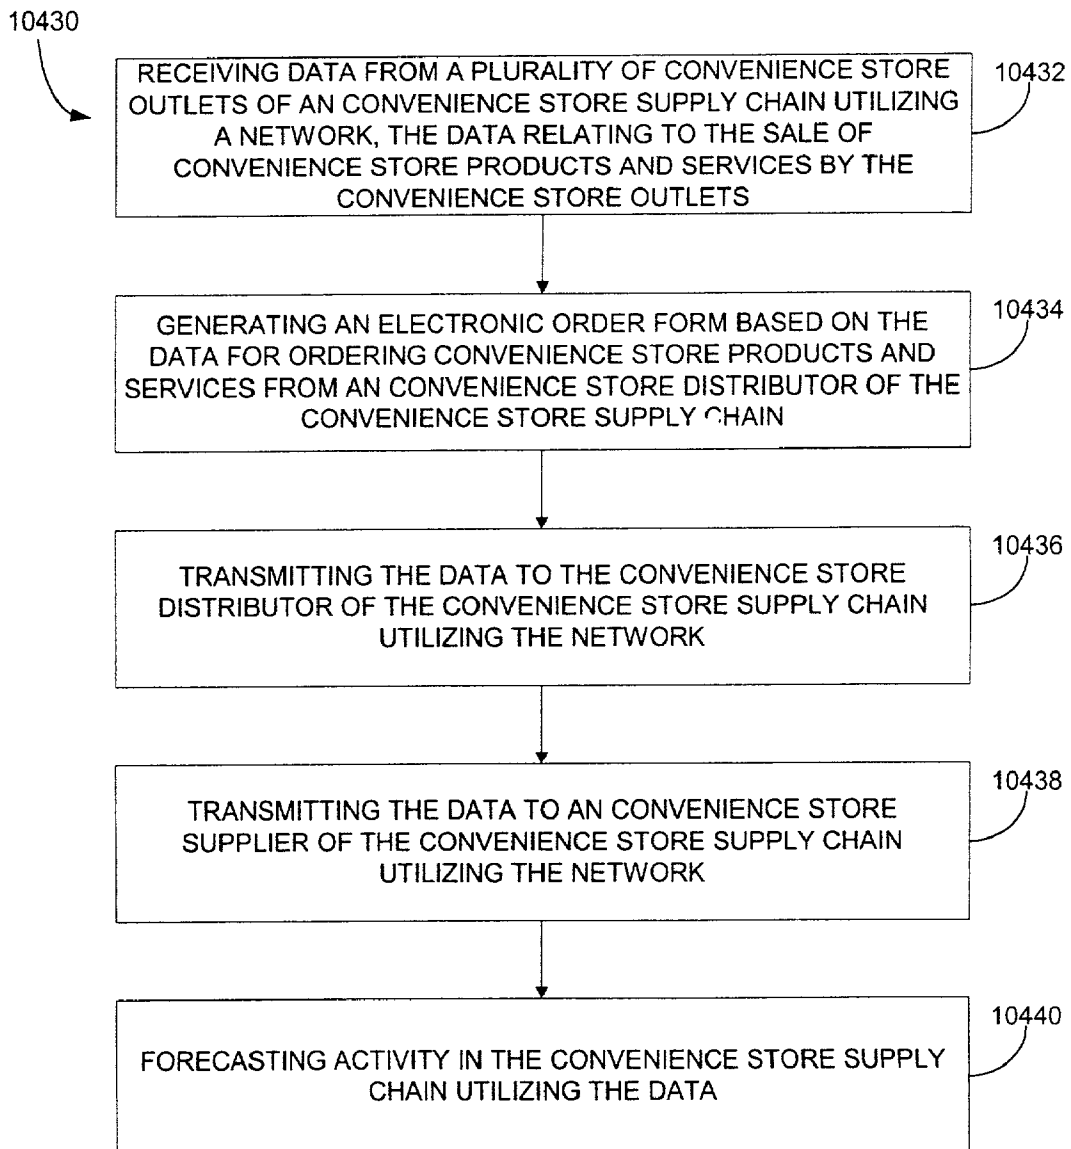 10430
RECEIVING DATA FROM A PLURALITY OF CONVENIENCE STORE
OUTLETS OF AN CONVENIENCE STORE SUPPLY CHAIN UTILIZING
A NETWORK, THE DATA RELATING TO THE SALE OF
CONVENIENCE STORE PRODUCTS AND SERVICES BY THE
CONVENIENCE STORE OUTLETS
10432
GENERATING AN ELECTRONIC ORDER FORM BASED ON THE
DATA FOR ORDERING CONVENIENCE STORE PRODUCTS AND
SERVICES FROM AN CONVENIENCE STORE DISTRIBUTOR OF THE
CONVENIENCE STORE SUPPLY CHAIN
10434
TRANSMITTING THE DATA TO THE CONVENIENCE STORE
DISTRIBUTOR OF THE CONVENIENCE STORE SUPPLY CHAIN
UTILIZING THE NETWORK
10436
TRANSMITTING THE DATA TO AN CONVENIENCE STORE
SUPPLIER OF THE CONVENIENCE STORE SUPPLY CHAIN
UTILIZING THE NETWORK
10438
FORECASTING ACTIVITY IN THE CONVENIENCE STORE SUPPLY
CHAIN UTILIZING THE DATA
10440